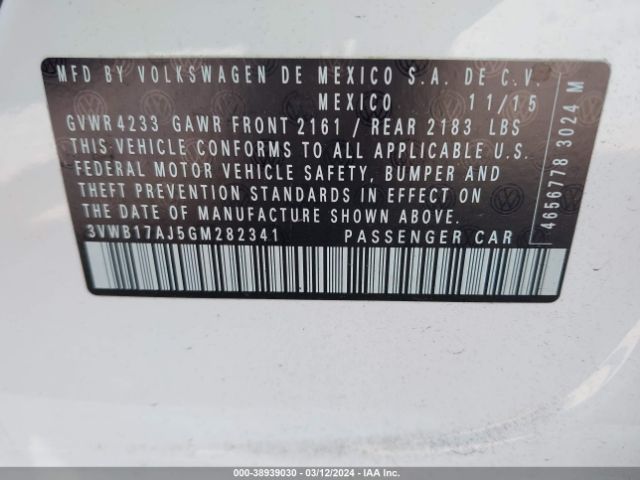 MFD BY VOLKSWAGEN DE MEXICO S.A. DE C.V.
MEXICO 11/15
GVWR 4233 GAWR FRONT 2161 / REAR 2183 LBS
THIS VEHICLE CONFORMS TO ALL APPLICABLE U.S.
FEDERAL MOTOR VEHICLE SAFETY, BUMPER AND
THEFT PREVENTION STANDARDS IN EFFECT ON
THE DATE OF MANUFACTURE SHOWN ABOVE.
3VWB17AJ5GM282341 PASSENGER CAR
4656778 3024 M
000-38939030 - 03/12/2024 - IAAI.COM